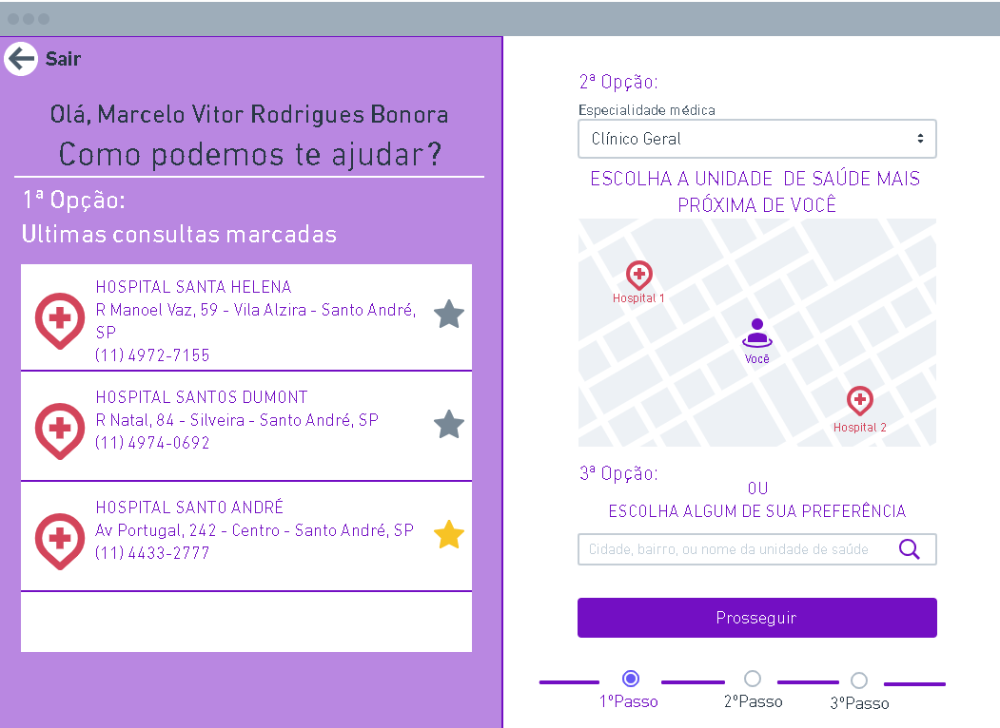 Sair
Olá, Marcelo Vitor Rodrigues Bonora
Como podemos te ajudar?
1ª Opção:
Ultimas consultas marcadas
HOSPITAL SANTA HELENA
R Manoel Vaz, 59 - Vila Alzira - Santo André,
SP
(11) 4972-7155
HOSPITAL SANTOS DUMONT
R Natal, 84 - Silveira - Santo André, SP
(11) 4974-0692
HOSPITAL SANTO ANDRÉ
Av Portugal, 242 - Centro - Santo André, SP
(11) 4433-2777
2ª Opção:
Especialidade médica
Clínico Geral
ESCOLHA A UNIDADE DE SAÚDE MAIS
PRÓXIMA DE VOCÊ
Hospital 1
Você
Hospital 2
3ª Opção:
OU
ESCOLHA ALGUM DE SUA PREFERÊNCIA
Cidade, bairro, ou nome da unidade de saúde
Prosseguir
1ºPasso
2ºPasso
3ºPasso